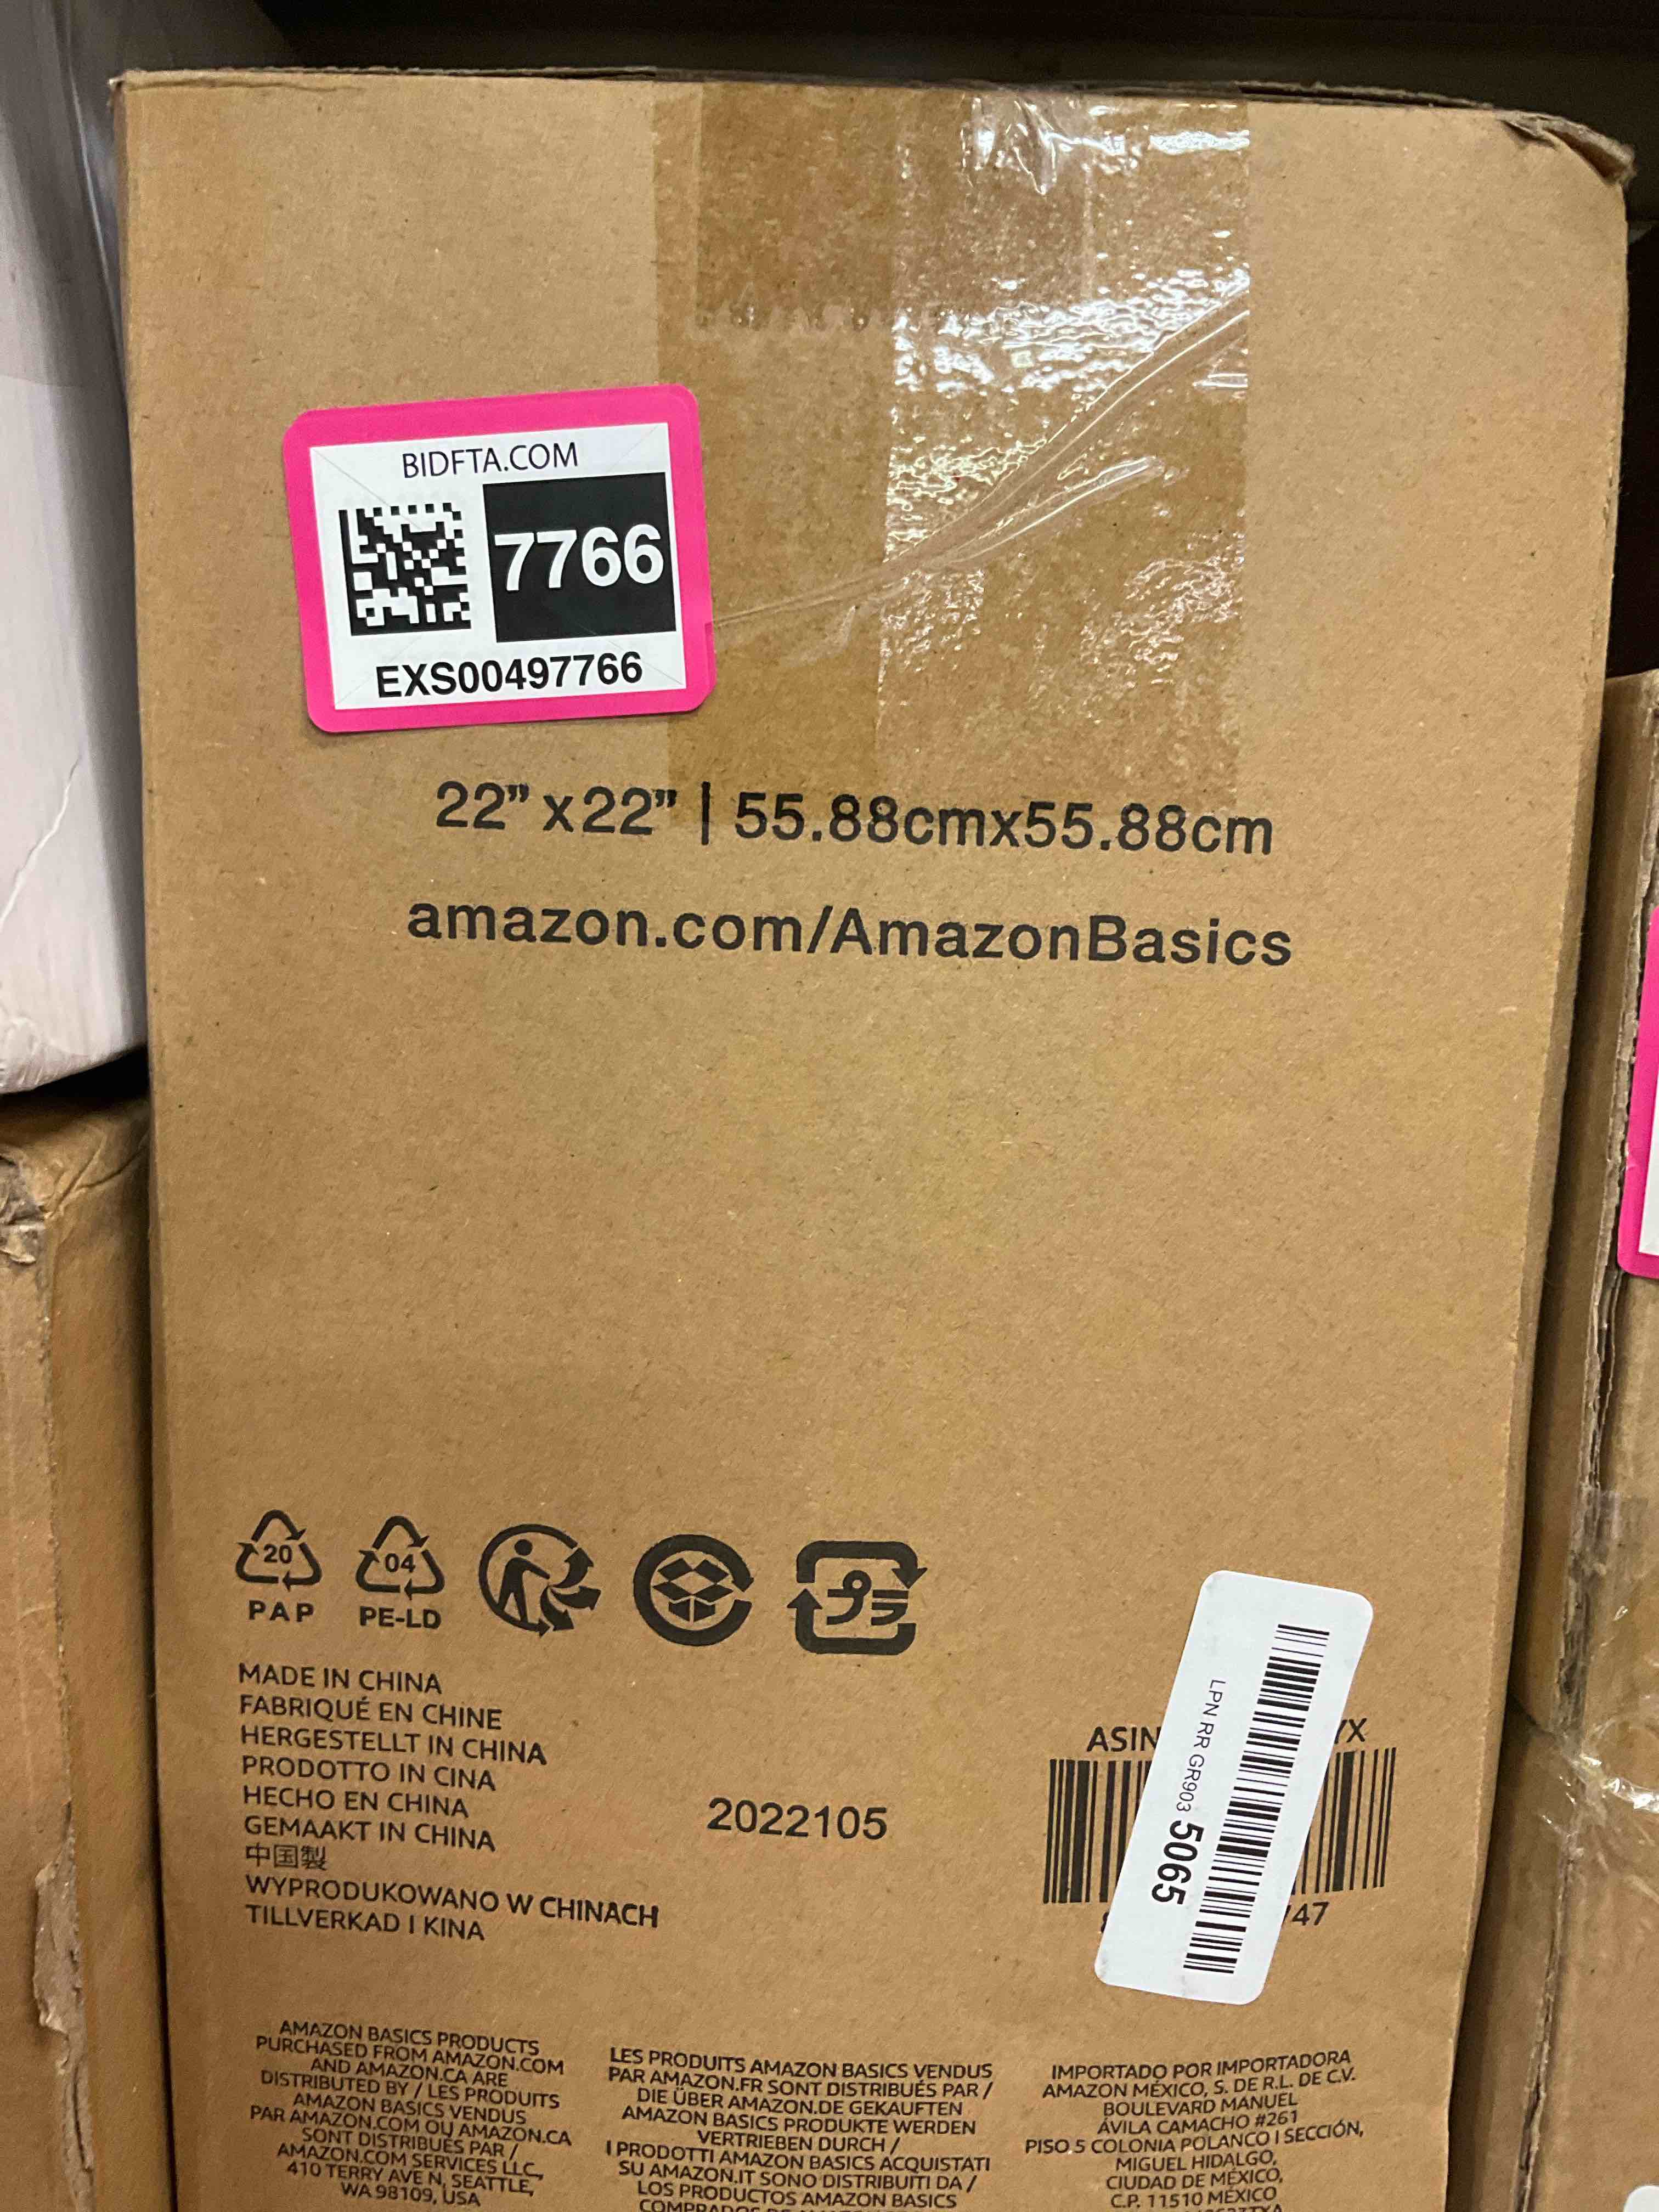 BIDFTA.COM
7766
EXS00497766
22” x 22” | 55.88cmx55.88cm
amazon.com/AmazonBasics
20
PAP
04
PE-LD
MADE IN CHINA
FABRIQUÉ EN CHINE
HERGESTELLT IN CHINA
PRODOTTO IN CINA
HECHO EN CHINA
GEMAAKT IN CHINA
中国製
WYPRODUKOWANO W CHINACH
TILLVERKAD I KINA
2022105
ASIN
YX
47
LPN RR GR903 5065
AMAZON BASICS PRODUCTS
PURCHASED FROM AMAZON.COM
AND AMAZON.CA ARE
DISTRIBUTED BY / LES PRODUITS
AMAZON BASICS VENDUS
PAR AMAZON.COM OU AMAZON.CA
SONT DISTRIBUÉS PAR /
AMAZON.COM SERVICES LLC,
410 TERRY AVE N, SEATTLE,
WA 98109, USA
LES PRODUITS AMAZON BASICS VENDUS
PAR AMAZON.FR SONT DISTRIBUÉS PAR /
DIE ÜBER AMAZON.DE GEKAUFTEN
AMAZON BASICS PRODUKTE WERDEN
VERTRIEBEN DURCH /
I PRODOTTI AMAZON BASICS ACQUISTATI
SU AMAZON.IT SONO DISTRIBUITI DA /
LOS PRODUCTOS AMAZON BASICS
IMPORTADO POR IMPORTADORA
AMAZON MÉXICO, S. DE R.L. DE C.V.
BOULEVARD MANUEL
ÁVILA CAMACHO #261
PISO 5 COLONIA POLANCO I SECCIÓN,
MIGUEL HIDALGO,
CIUDAD DE MÉXICO,
C.P. 11510 MÉXICO